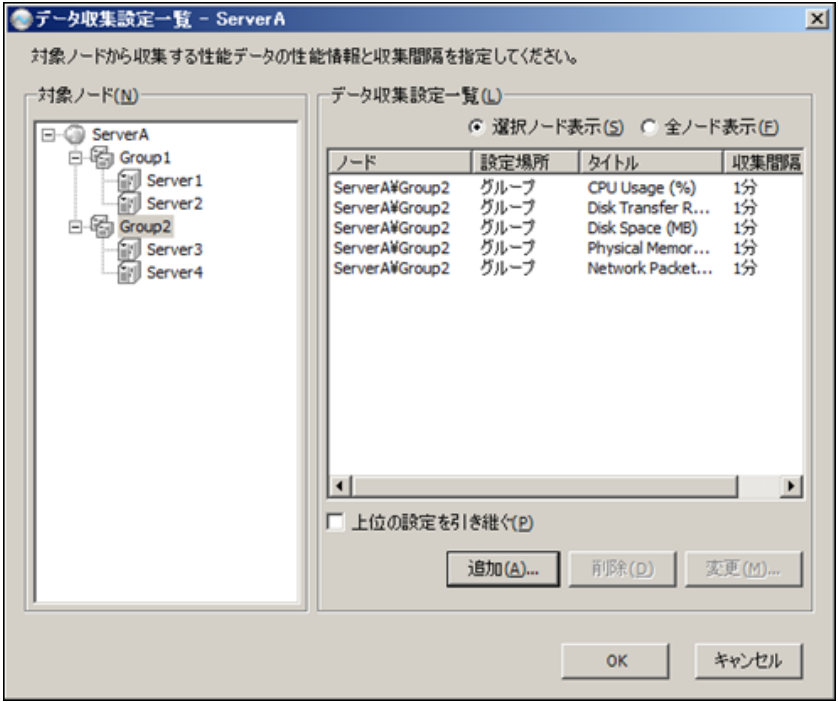 データ収集設定一覧 - ServerA
対象ノードから収集する性能データの性能情報と収集間隔を指定してください。
対象ノード(N)
ServerA
Group1
Server1
Server2
Group2
Server3
Server4
データ収集設定一覧(L)
選択ノード表示(S) 全ノード表示(F)
ノード 設定場所 タイトル 収集間隔
ServerA¥Group2 グループ CPU Usage (%) 1分
ServerA¥Group2 グループ Disk Transfer R... 1分
ServerA¥Group2 グループ Disk Space (MB) 1分
ServerA¥Group2 グループ Physical Memor... 1分
ServerA¥Group2 グループ Network Packet... 1分
上位の設定を引き継ぐ(P)
追加(A)... 削除(D) 変更(M)...
OK キャンセル